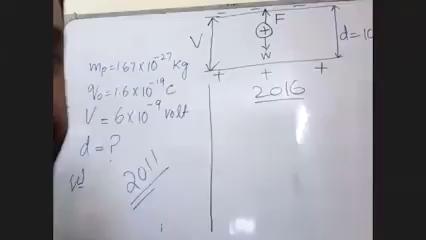 F
V
+
d=10
w
+ + +
mp=1.67×10^-27 kg
q0=1.6×10^-19 C
V = 6×10^-9 volt
d = ?
2011
2016